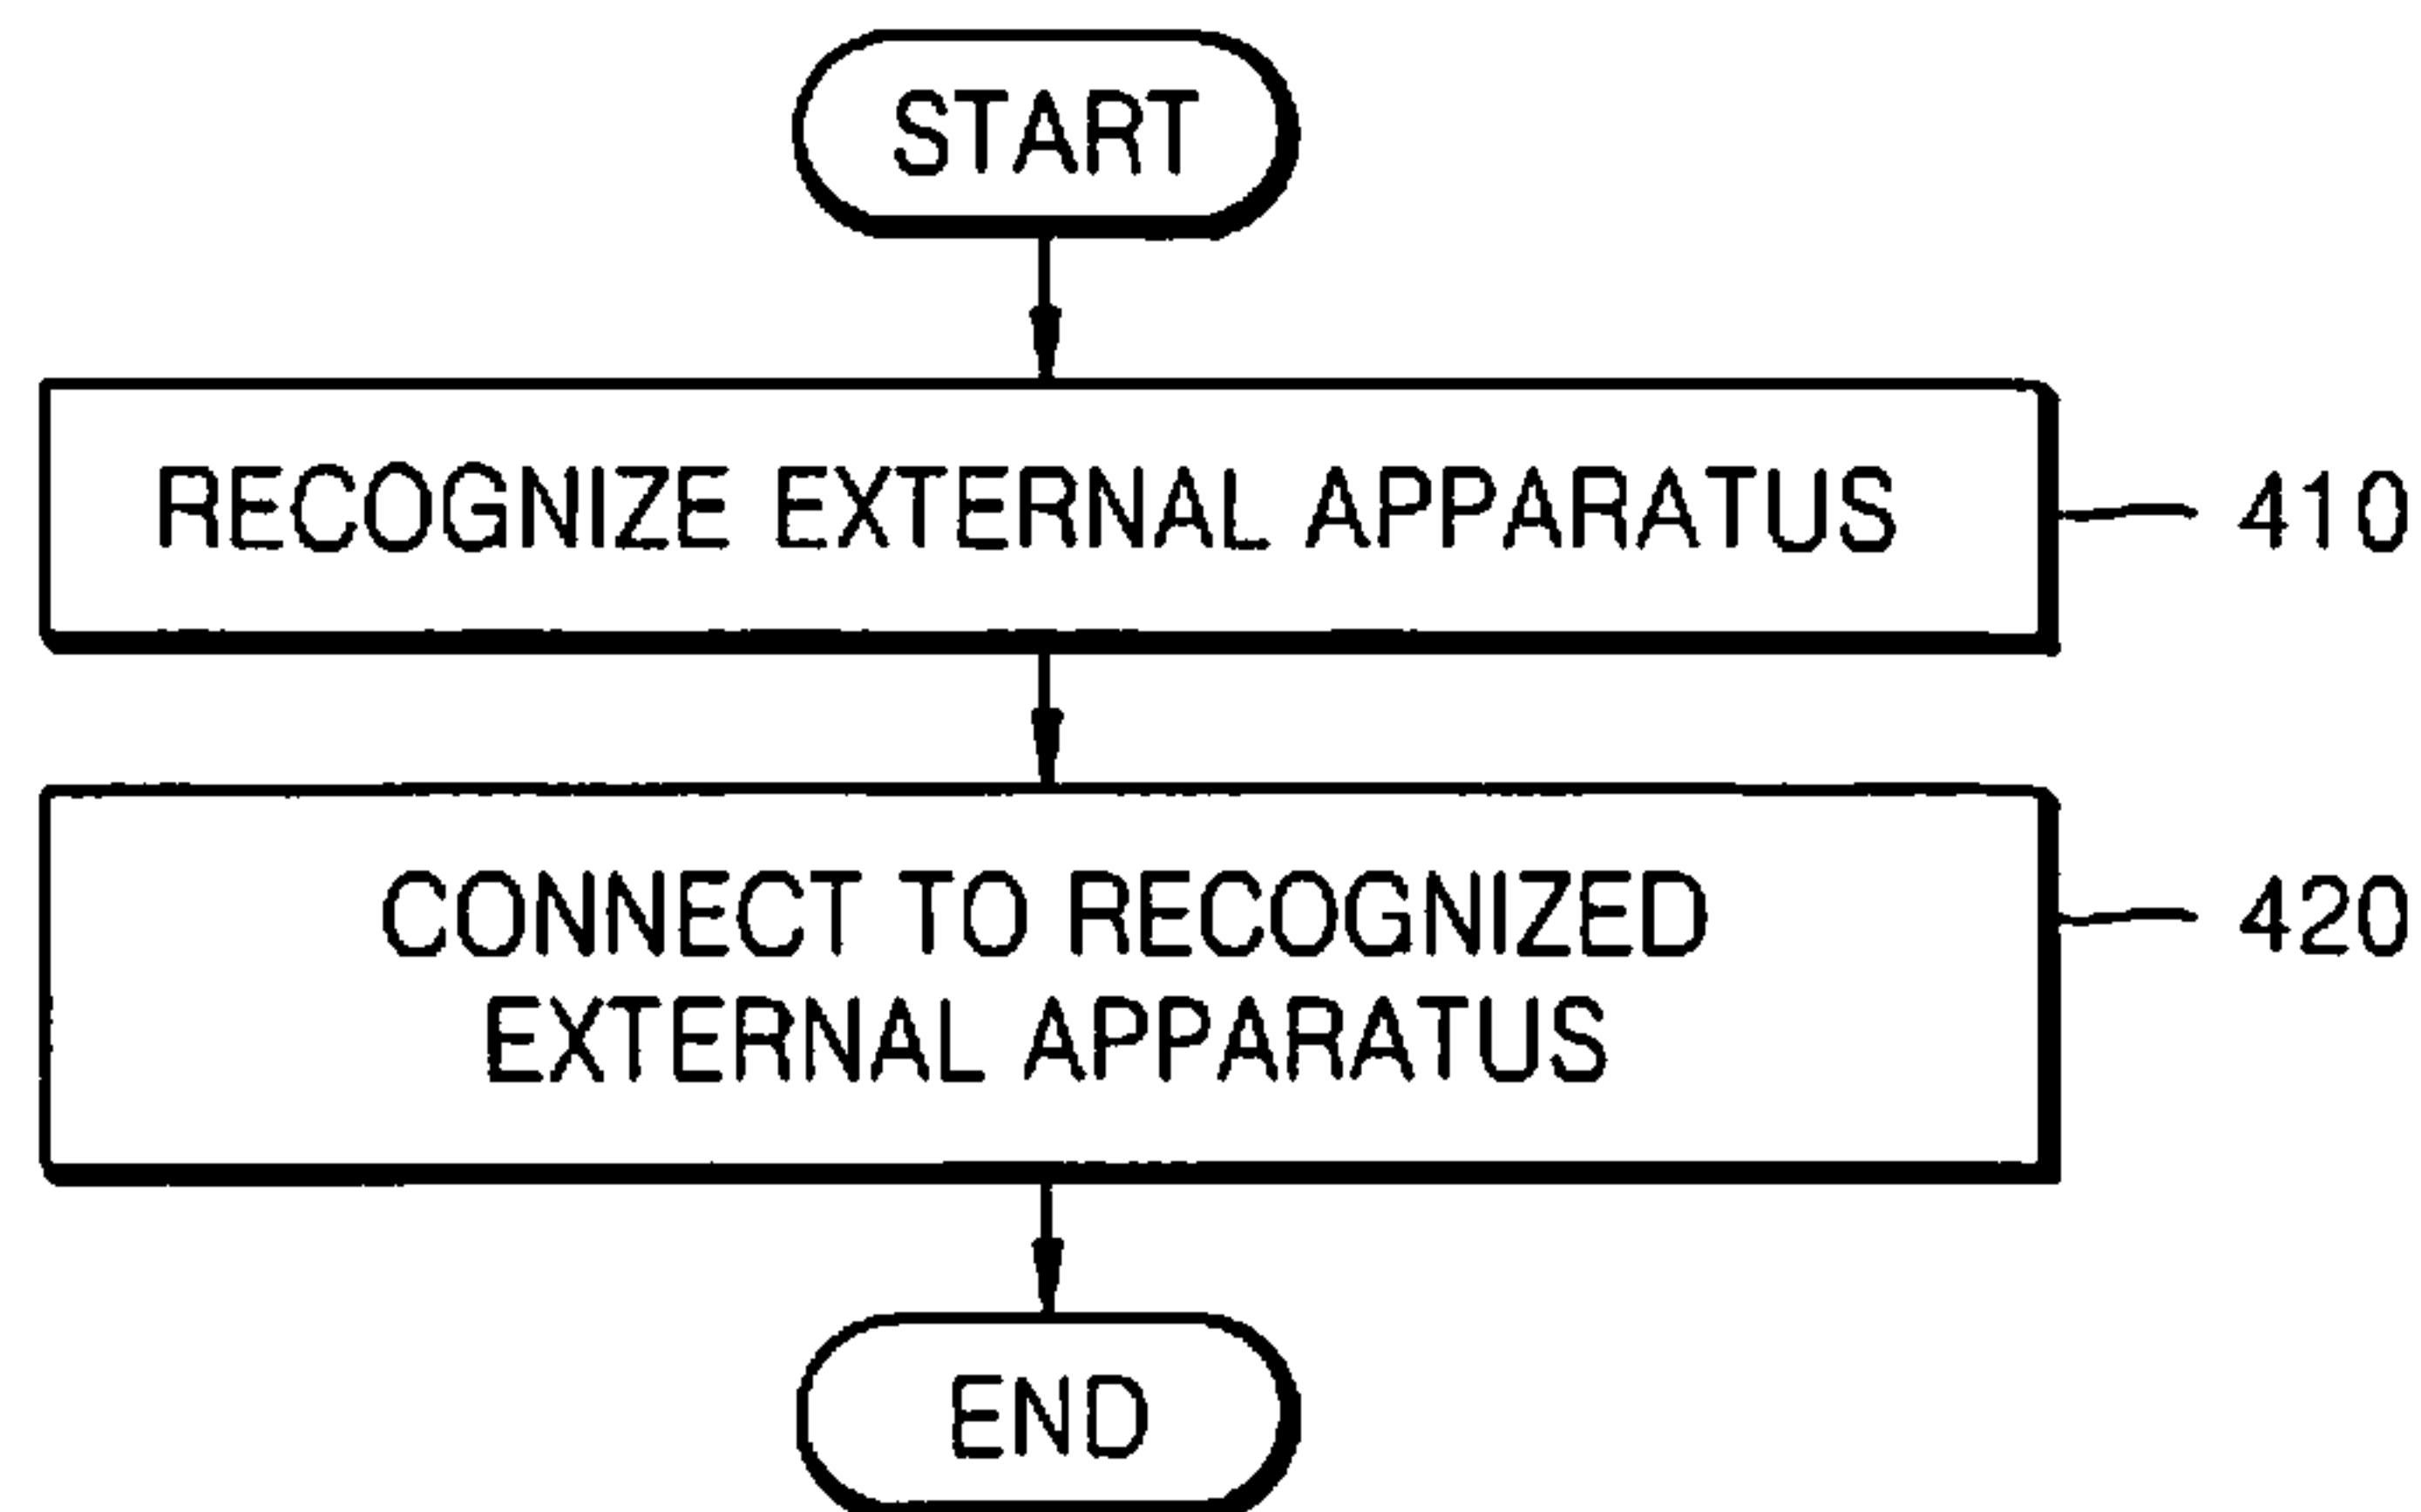 START
RECOGNIZE EXTERNAL APPARATUS
410
CONNECT TO RECOGNIZED
EXTERNAL APPARATUS
420
END